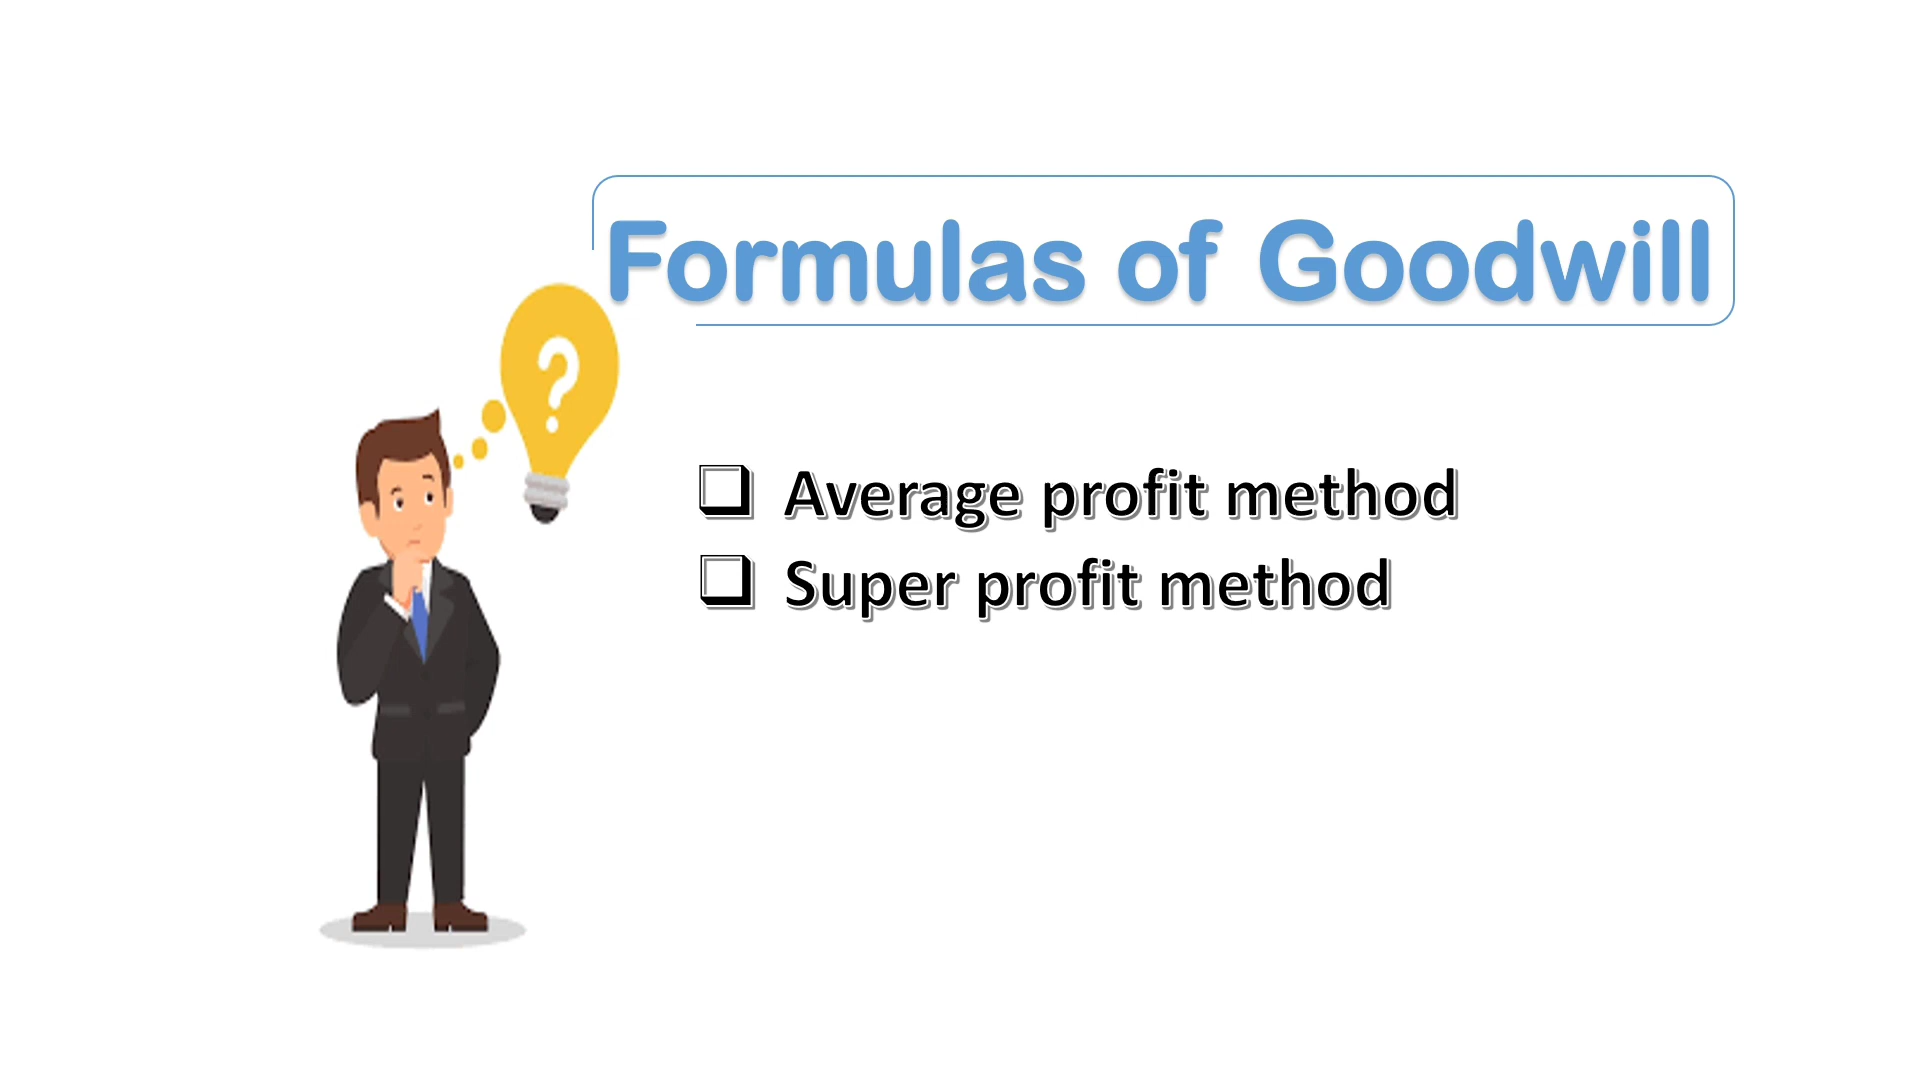 Formulas of Goodwill
?
❑ Average profit method
❑ Super profit method